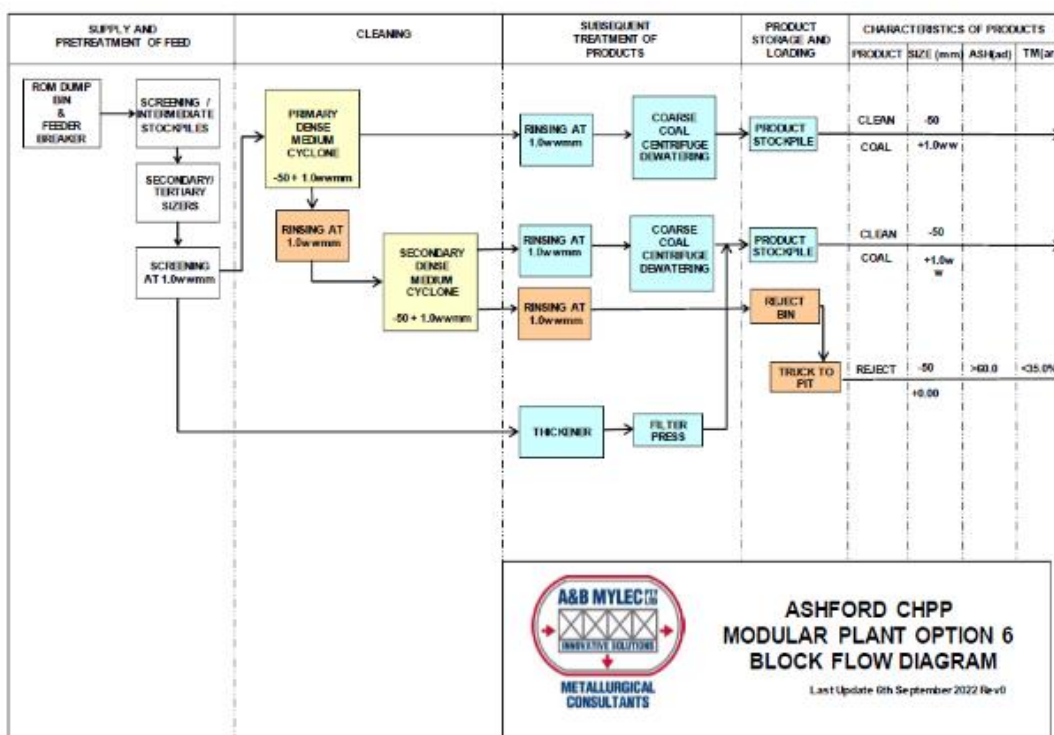 SUPPLY AND
PRETREATMENT OF FEED
CLEANING
SUBSEQUENT
TREATMENT OF
PRODUCTS
PRODUCT
STORAGE AND
LOADING
CHARACTERISTICS OF PRODUCTS
PRODUCT
SIZE (mm)
ASH(ad)
TM(ar
ROM DUMP
BIN
&
FEEDER
BREAKER
SCREENING /
INTERMEDIATE
STOCKPILES
SECONDARY/
TERTIARY
SIZERS
SCREENING
AT 1.0wwmm
PRIMARY
DENSE
MEDIUM
CYCLONE
-50 + 1.0wwmm
RINSING AT
1.0wwmm
SECONDARY
DENSE
MEDIUM
CYCLONE
-50 + 1.0wwmm
RINSING AT
1.0wwmm
COARSE
COAL
CENTRIFUGE
DEWATERING
PRODUCT
STOCKPILE
CLEAN -50
COAL +1.0ww
RINSING AT
1.0wwmm
COARSE
COAL
CENTRIFUGE
DEWATERING
PRODUCT
STOCKPILE
CLEAN -50
COAL +1.0w
w
RINSING AT
1.0wwmm
REJECT
BIN
TRUCK TO
PIT
REJECT -50 >60.0 <35.0%
+0.00
THICKENER
FILTER
PRESS
A&B MYLEC PTY LTD
INNOVATIVE SOLUTIONS
METALLURGICAL
CONSULTANTS
ASHFORD CHPP
MODULAR PLANT OPTION 6
BLOCK FLOW DIAGRAM
Last Update 6th September 2022 Rev0